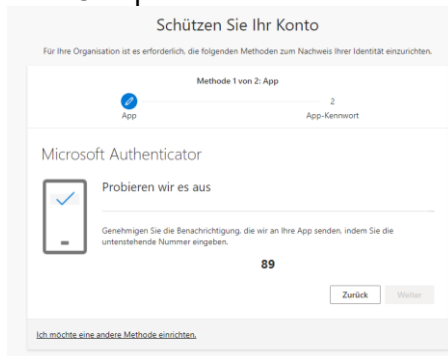 Schützen Sie Ihr Konto
Für Ihre Organisation ist es erforderlich, die folgenden Methoden zum Nachweis Ihrer Identität einzurichten.
Methode 1 von 2: App
App
2
App-Kennwort
Microsoft Authenticator
Probieren wir es aus
Genehmigen Sie die Benachrichtigung, die wir an Ihre App senden, indem Sie die
untenstehende Nummer eingeben.
89
Zurück Weiter
Ich möchte eine andere Methode einrichten.